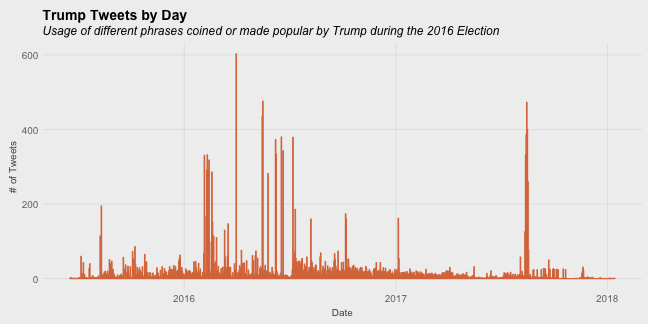 Trump Tweets by Day
Usage of different phrases coined or made popular by Trump during the 2016 Election
600
400
200
0
# of Tweets
2016
2017
2018
Date